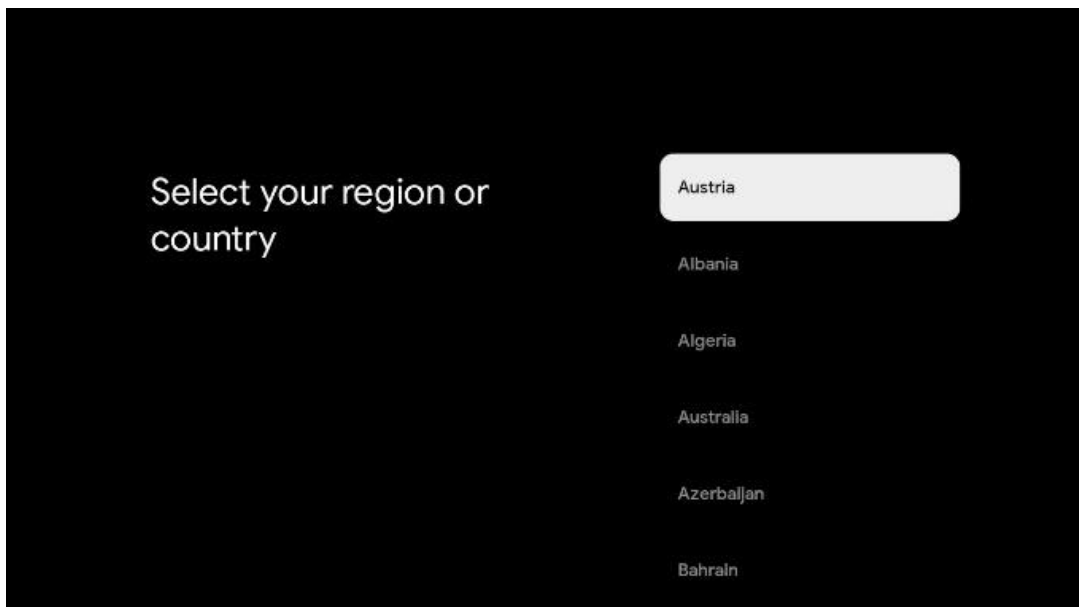 Select your region or
country
Austria
Albania
Algeria
Australia
Azerbaijan
Bahrain